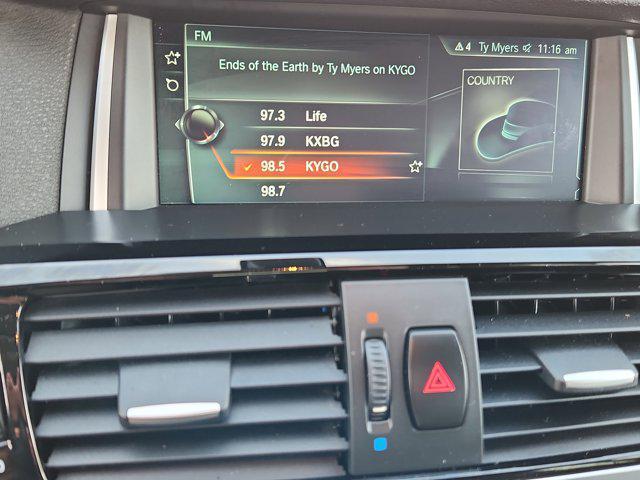 FM
4 Ty Myers 11:16 am
Ends of the Earth by Ty Myers on KYGO
COUNTRY
97.3 Life
97.9 KXBG
98.5 KYGO
98.7